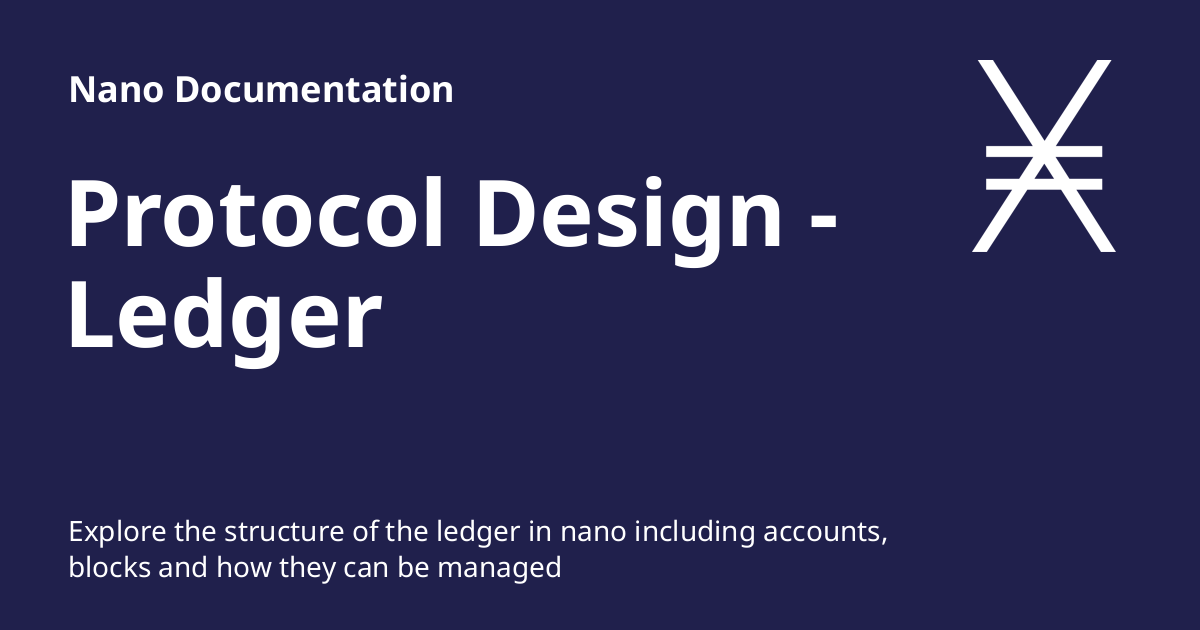 Nano Documentation
Protocol Design -
Ledger
Explore the structure of the ledger in nano including accounts,
blocks and how they can be managed